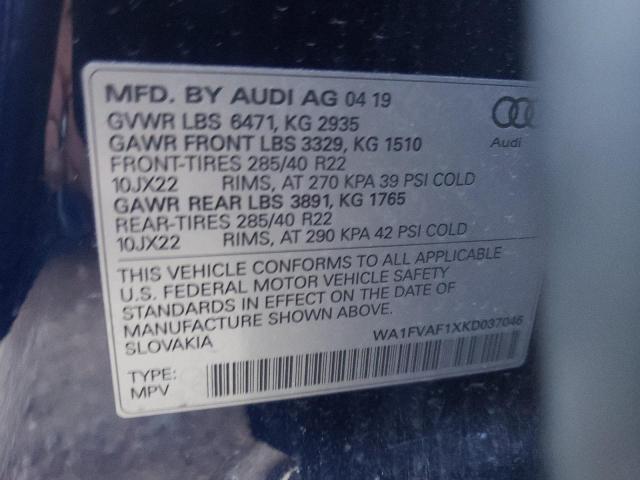 MFD. BY AUDI AG 04 19
GVWR LBS 6471, KG 2935
GAWR FRONT LBS 3329, KG 1510
FRONT-TIRES 285/40 R22
10JX22 RIMS, AT 270 KPA 39 PSI COLD
GAWR REAR LBS 3891, KG 1765
REAR-TIRES 285/40 R22
10JX22 RIMS, AT 290 KPA 42 PSI COLD
Audi
THIS VEHICLE CONFORMS TO ALL APPLICABLE
U.S. FEDERAL MOTOR VEHICLE SAFETY
STANDARDS IN EFFECT ON THE DATE OF
MANUFACTURE SHOWN ABOVE.
SLOVAKIA
WA1FVAF1XKD037046
TYPE:
MPV